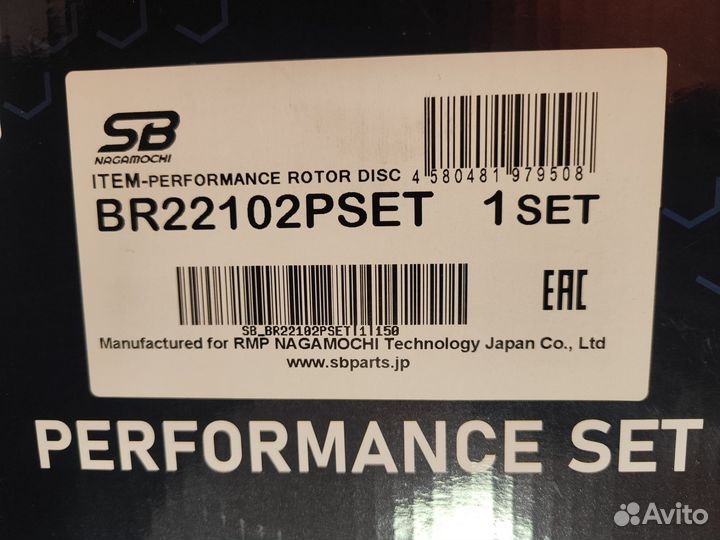 SB
NAGAMOCHI
ITEM-PERFORMANCE ROTOR DISC
4 580481 979508
BR22102PSET 1 SET
SB_BR22102PSET|1|150
EAC
Manufactured for RMP NAGAMOCHI Technology Japan Co., Ltd
www.sbparts.jp
PERFORMANCE SET
Avito